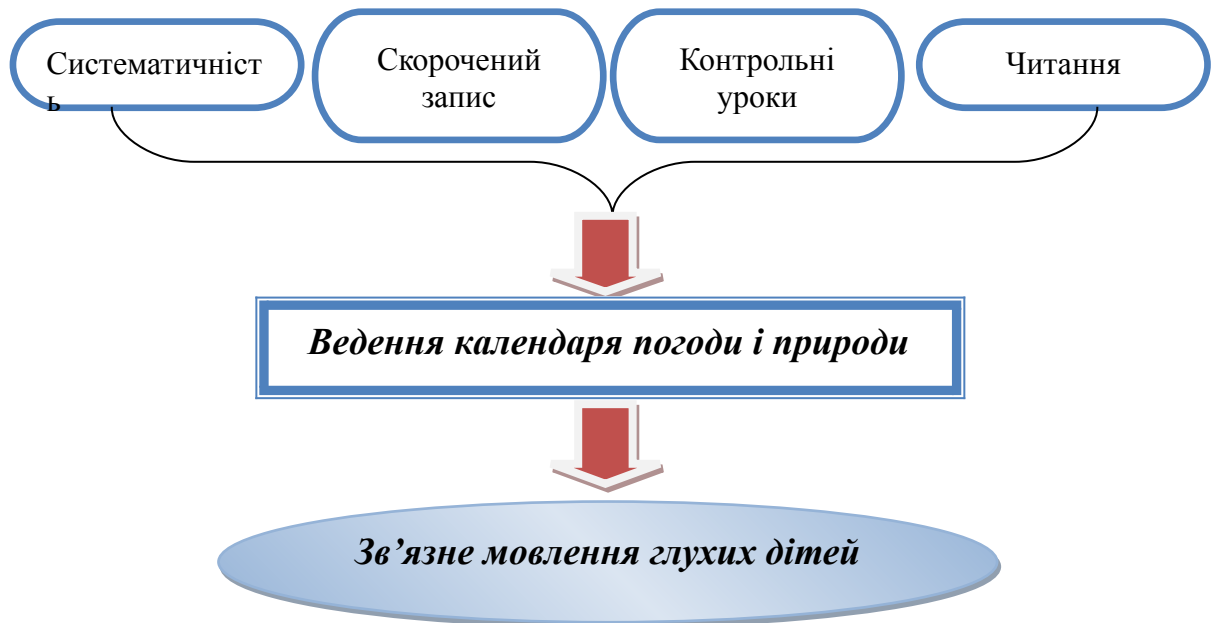 Систематичніст
ь
Скорочений
запис
Контрольні
уроки
Читання
Ведення календаря погоди і природи
Зв’язне мовлення глухих дітей